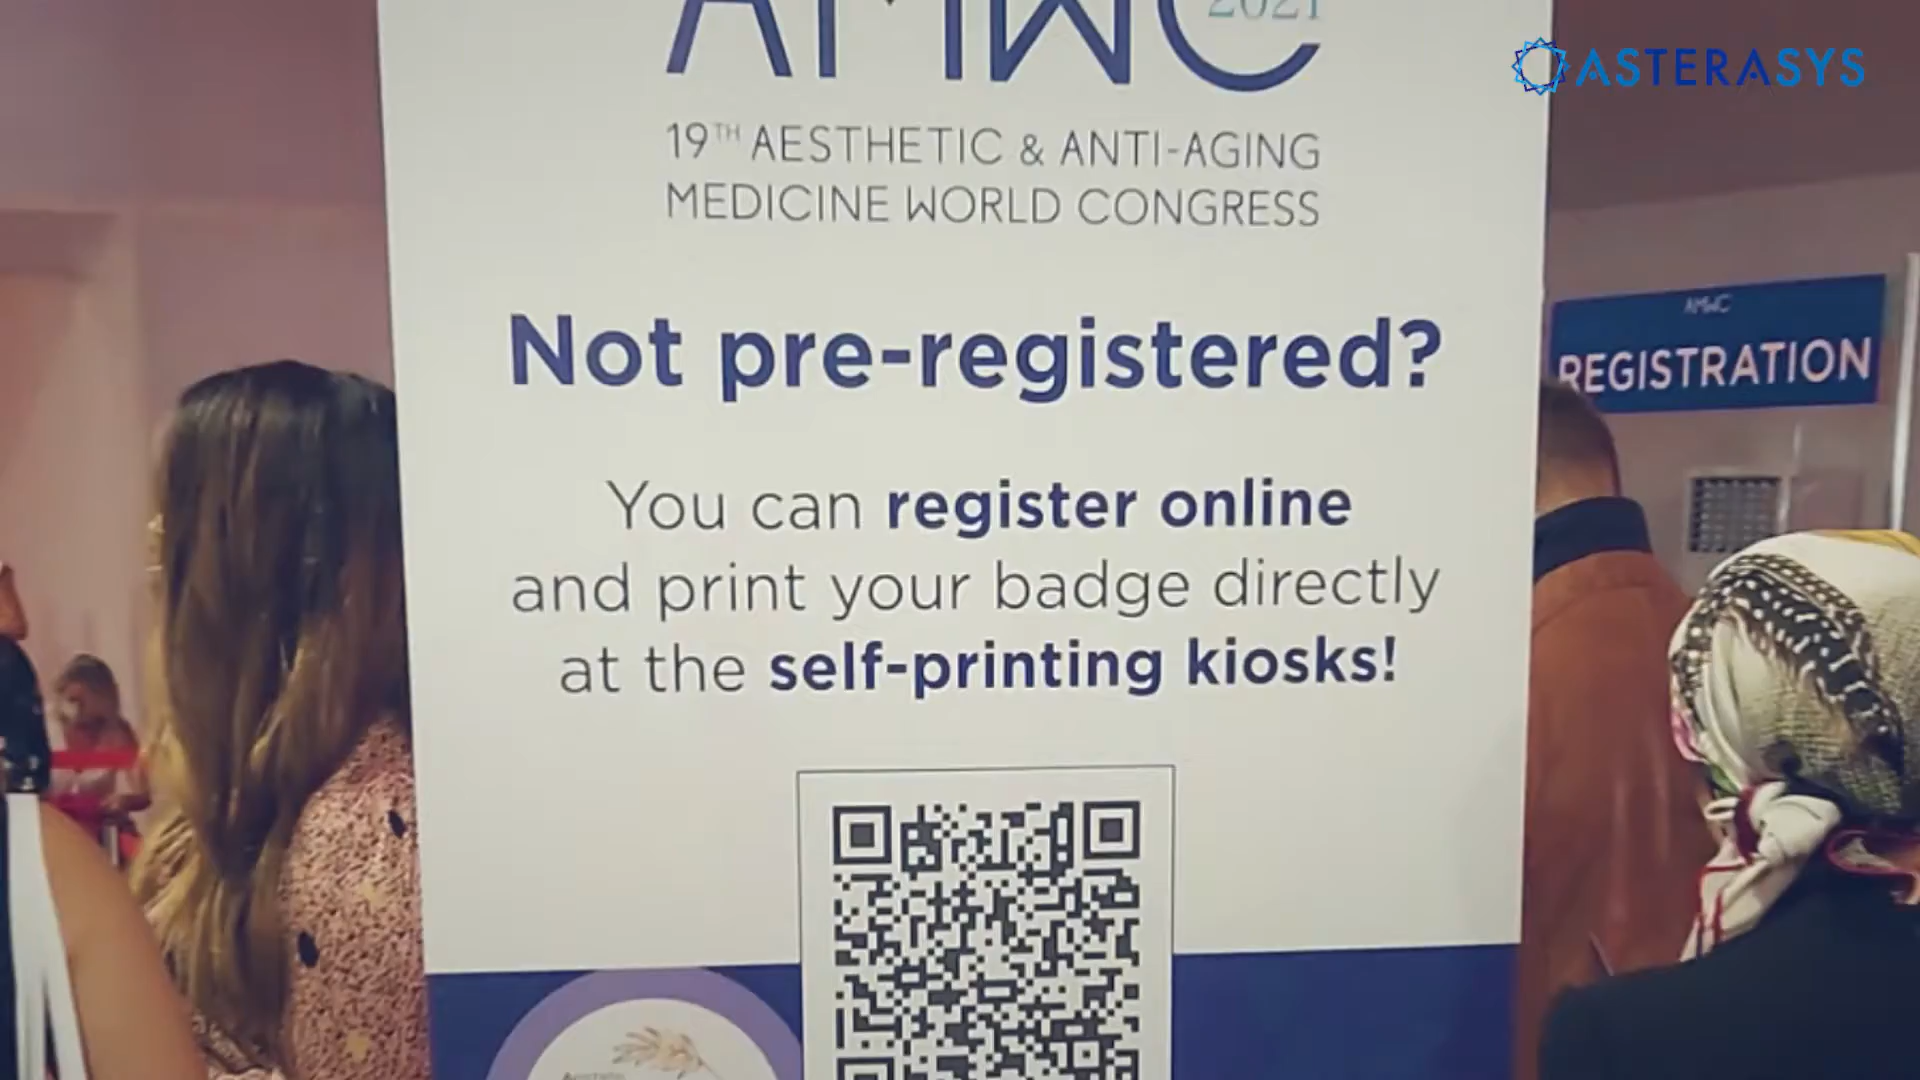 AMWC 2021
ASTERASYS
19TH AESTHETIC & ANTI-AGING
MEDICINE WORLD CONGRESS
Not pre-registered?
You can register online
and print your badge directly
at the self-printing kiosks!
AMWC
REGISTRATION